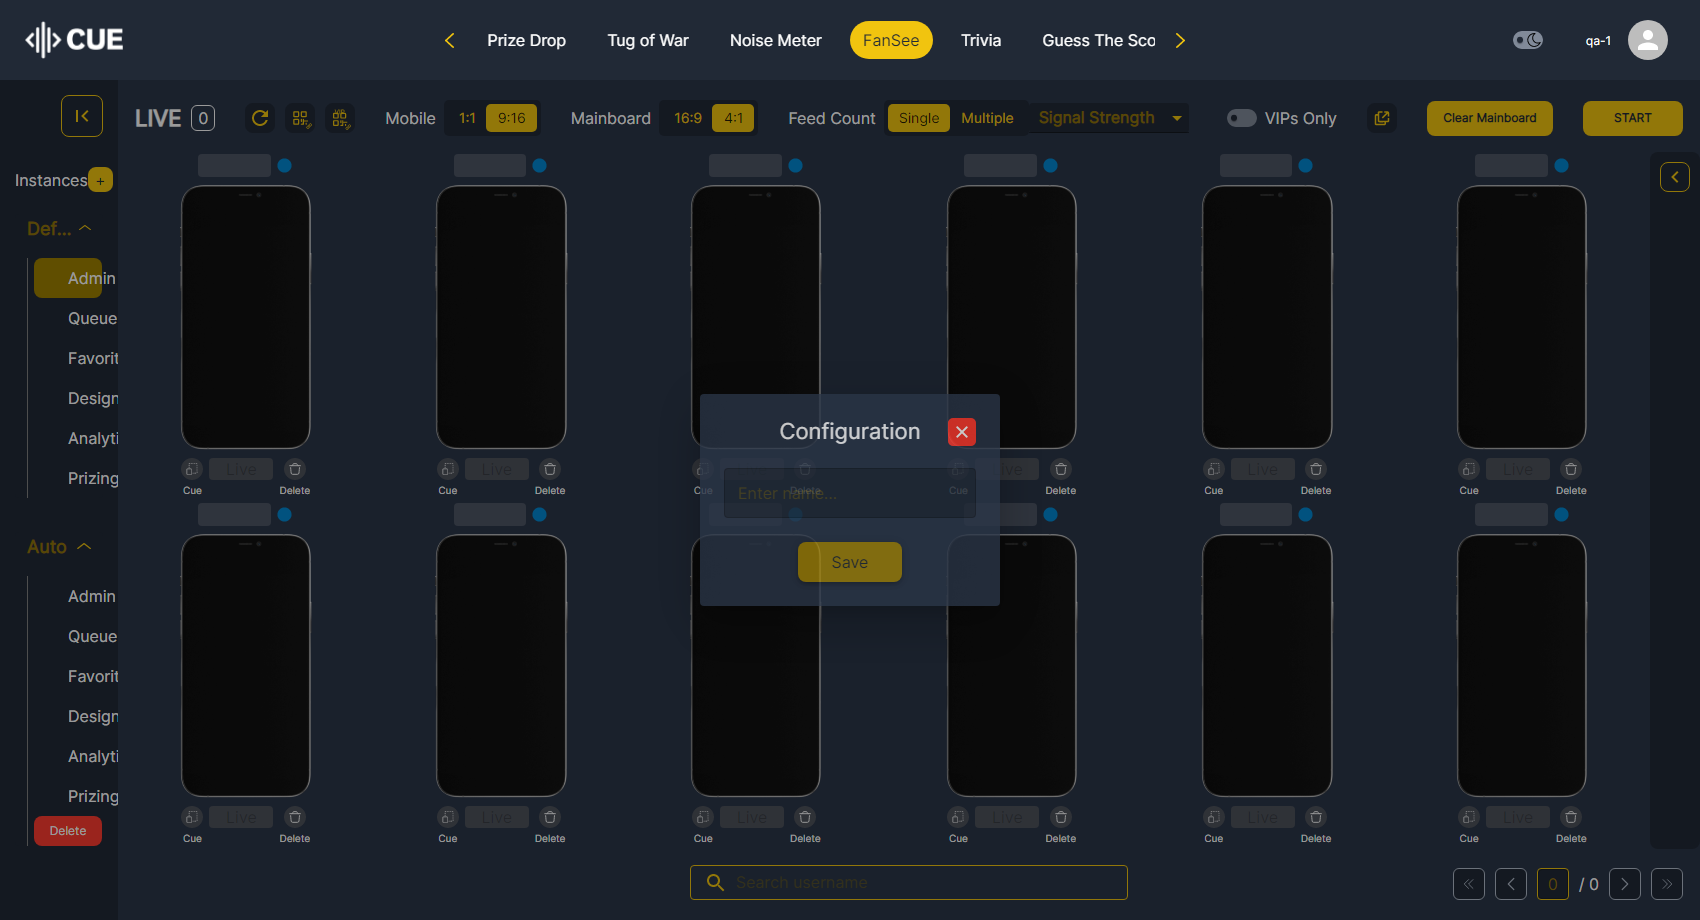 CUE
Prize Drop
Tug of War
Noise Meter
FanSee
Trivia
Guess The Sco
qa-1
LIVE 0
Mobile 1:1 9:16
Mainboard 16:9 4:1
Feed Count Single Multiple
Signal Strength
VIPs Only
Clear Mainboard
START
Instances +
Def...
Admin
Queue
Favorit
Design
Analyti
Prizing
Auto
Admin
Queue
Favorit
Design
Analyti
Prizing
Delete
Live Live Live Live Live Live
Cue Delete Cue Delete Cue Delete Cue Delete Cue Delete Cue Delete
Configuration
Enter name...
Save
Live Live Live Live Live Live
Cue Delete Cue Delete Cue Delete Cue Delete Cue Delete Cue Delete
Search username
0 / 0